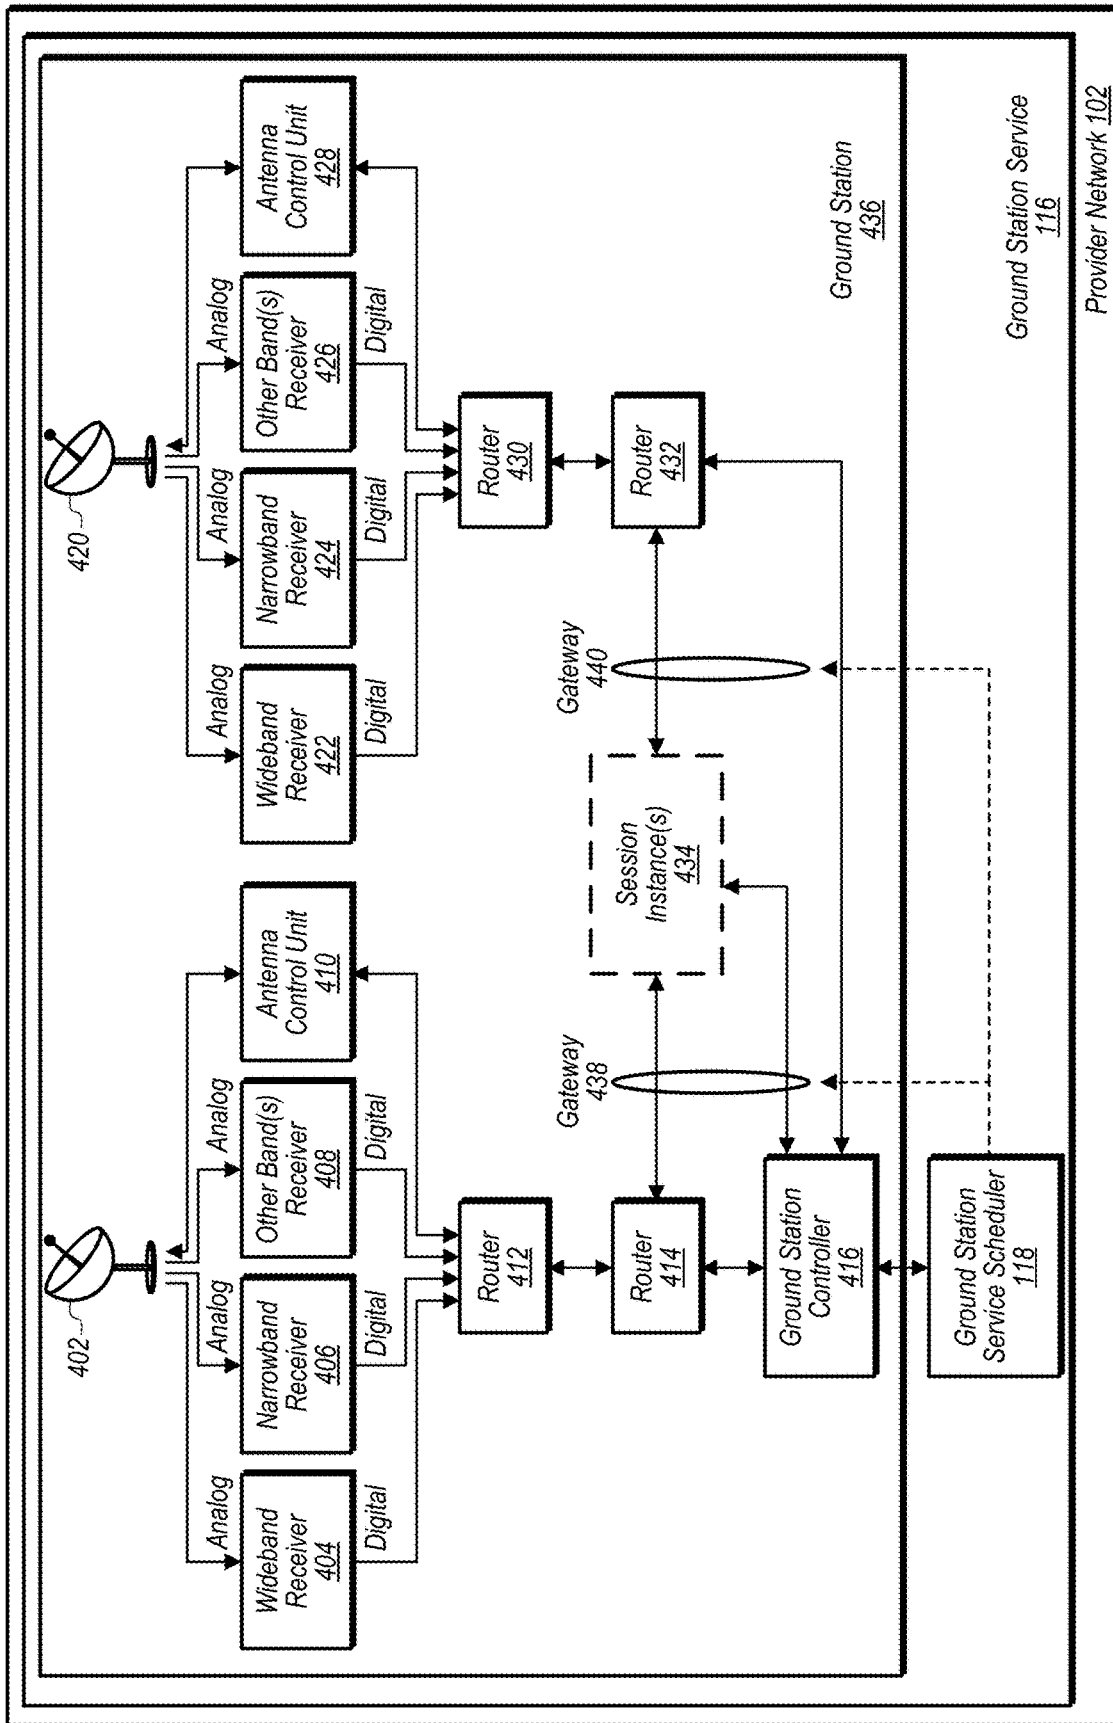 402
Analog
Analog
Analog
Wideband
Receiver
404
Narrowband
Receiver
406
Other Band(s)
Receiver
408
Antenna
Control Unit
410
Digital
Digital
Digital
Router
412
Router
414
Ground Station
Controller
416
Ground Station
Service Scheduler
118
Gateway
438
Session
Instance(s)
434
Gateway
440
420
Analog
Analog
Analog
Wideband
Receiver
422
Narrowband
Receiver
424
Other Band(s)
Receiver
426
Antenna
Control Unit
428
Digital
Digital
Digital
Router
430
Router
432
Ground Station
436
Ground Station Service
116
Provider Network 102